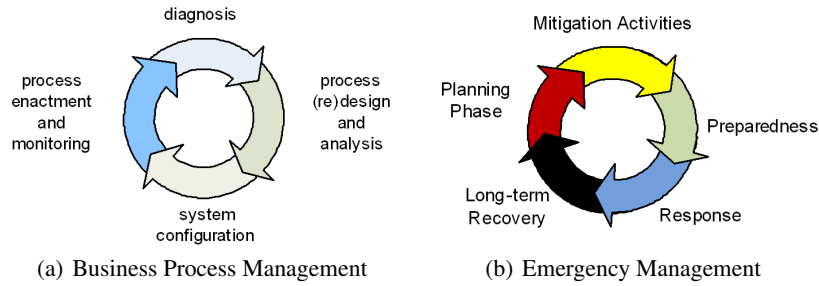 diagnosis
process
(re)design
and
analysis
system
configuration
process
enactment
and
monitoring
(a) Business Process Management
Mitigation Activities
Preparedness
Response
Long-term
Recovery
Planning
Phase
(b) Emergency Management